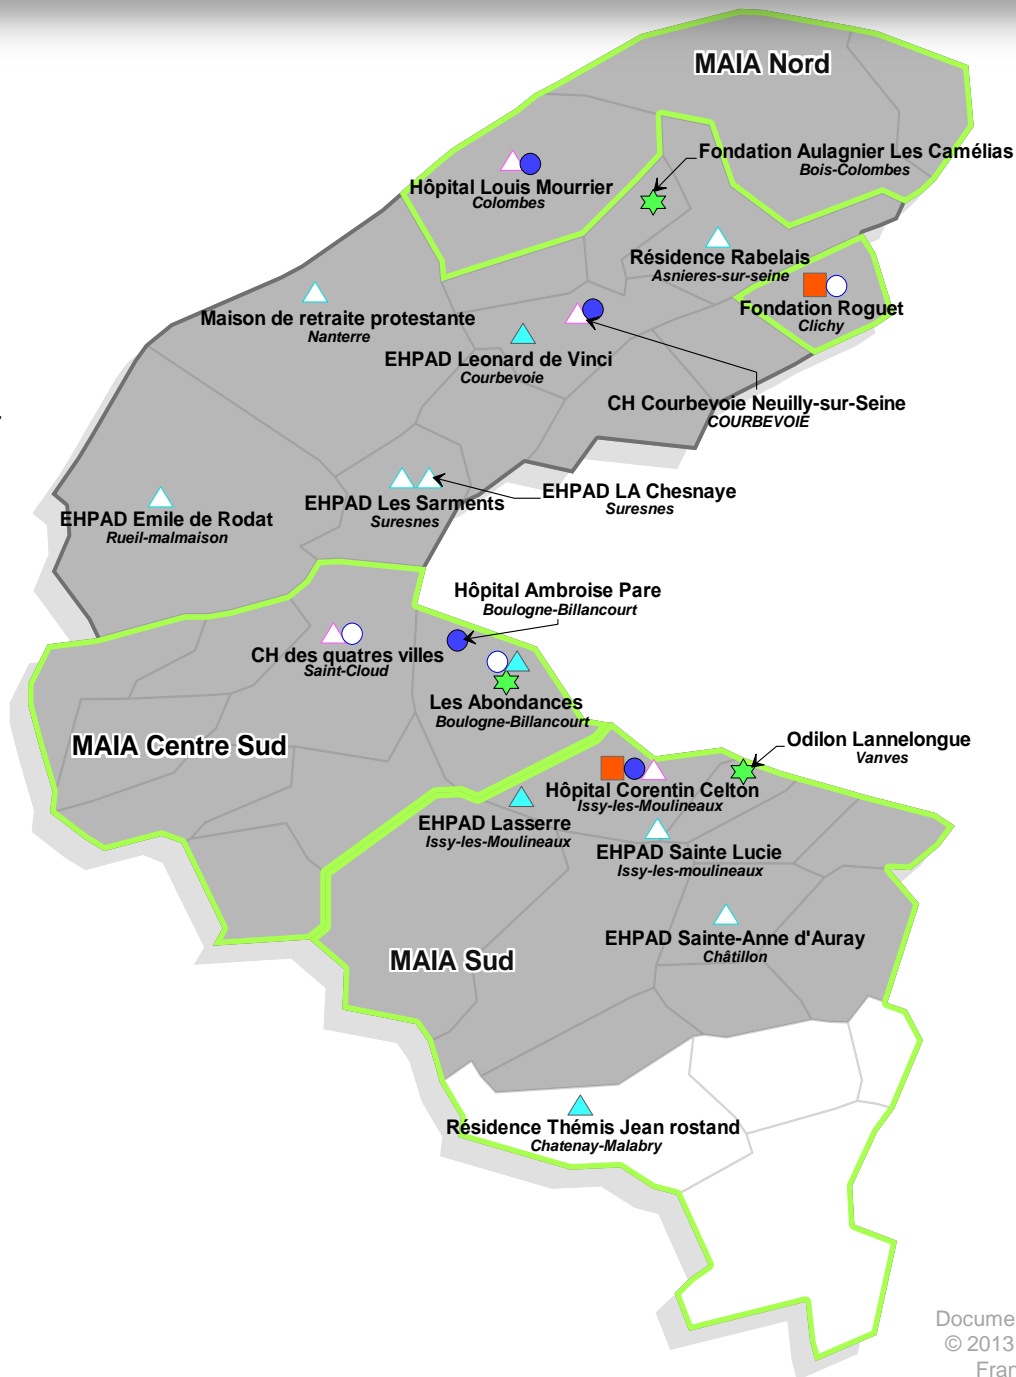 MAIA Nord
Fondation Aulagnier Les Camélias
Bois-Colombes
Hôpital Louis Mourrier
Colombes
Résidence Rabelais
Asnieres-sur-seine
Fondation Roguet
Clichy
Maison de retraite protestante
Nanterre
EHPAD Leonard de Vinci
Courbevoie
CH Courbevoie Neuilly-sur-Seine
COURBEVOIE
EHPAD LA Chesnaye
Suresnes
EHPAD Les Sarments
Suresnes
EHPAD Emile de Rodat
Rueil-malmaison
Hôpital Ambroise Pare
Boulogne-Billancourt
CH des quatres villes
Saint-Cloud
Les Abondances
Boulogne-Billancourt
MAIA Centre Sud
Odilon Lannelongue
Vanves
Hôpital Corentin Celton
Issy-les-Moulineaux
EHPAD Lasserre
Issy-les-Moulineaux
EHPAD Sainte Lucie
Issy-les-moulineaux
EHPAD Sainte-Anne d'Auray
Châtillon
MAIA Sud
Résidence Thémis Jean rostand
Chatenay-Malabry
Docume
© 2013
Fran